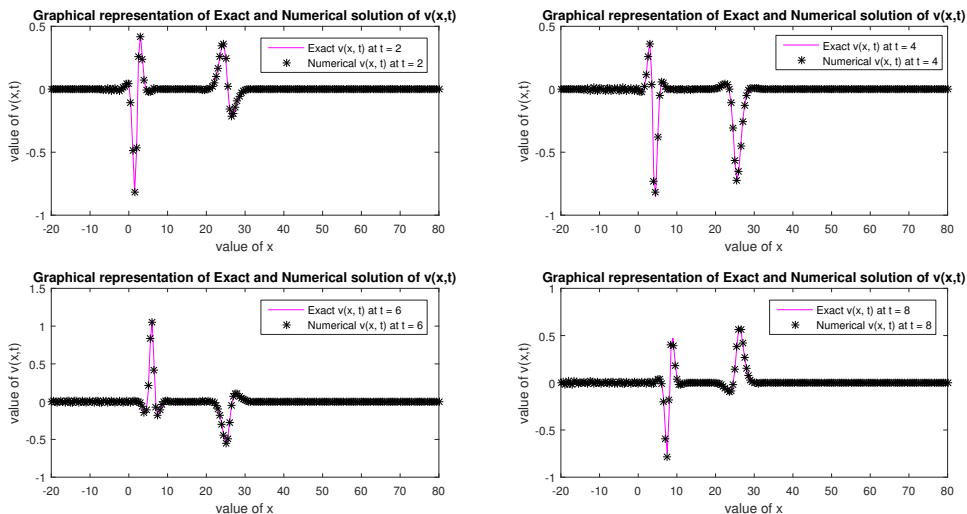 Graphical representation of Exact and Numerical solution of v(x,t)
0.5
0
-0.5
-1
value of v(x,t)
Exact v(x, t) at t = 2
Numerical v(x, t) at t = 2
-20 -10 0 10 20 30 40 50 60 70 80
value of x
Graphical representation of Exact and Numerical solution of v(x,t)
0.5
0
-0.5
-1
value of v(x,t)
Exact v(x, t) at t = 4
Numerical v(x, t) at t = 4
-20 -10 0 10 20 30 40 50 60 70 80
value of x
Graphical representation of Exact and Numerical solution of v(x,t)
1.5
1
0.5
0
-0.5
-1
value of v(x,t)
Exact v(x, t) at t = 6
Numerical v(x, t) at t = 6
-20 -10 0 10 20 30 40 50 60 70 80
value of x
Graphical representation of Exact and Numerical solution of v(x,t)
1
0.5
0
-0.5
-1
value of v(x,t)
Exact v(x, t) at t = 8
Numerical v(x, t) at t = 8
-20 -10 0 10 20 30 40 50 60 70 80
value of x